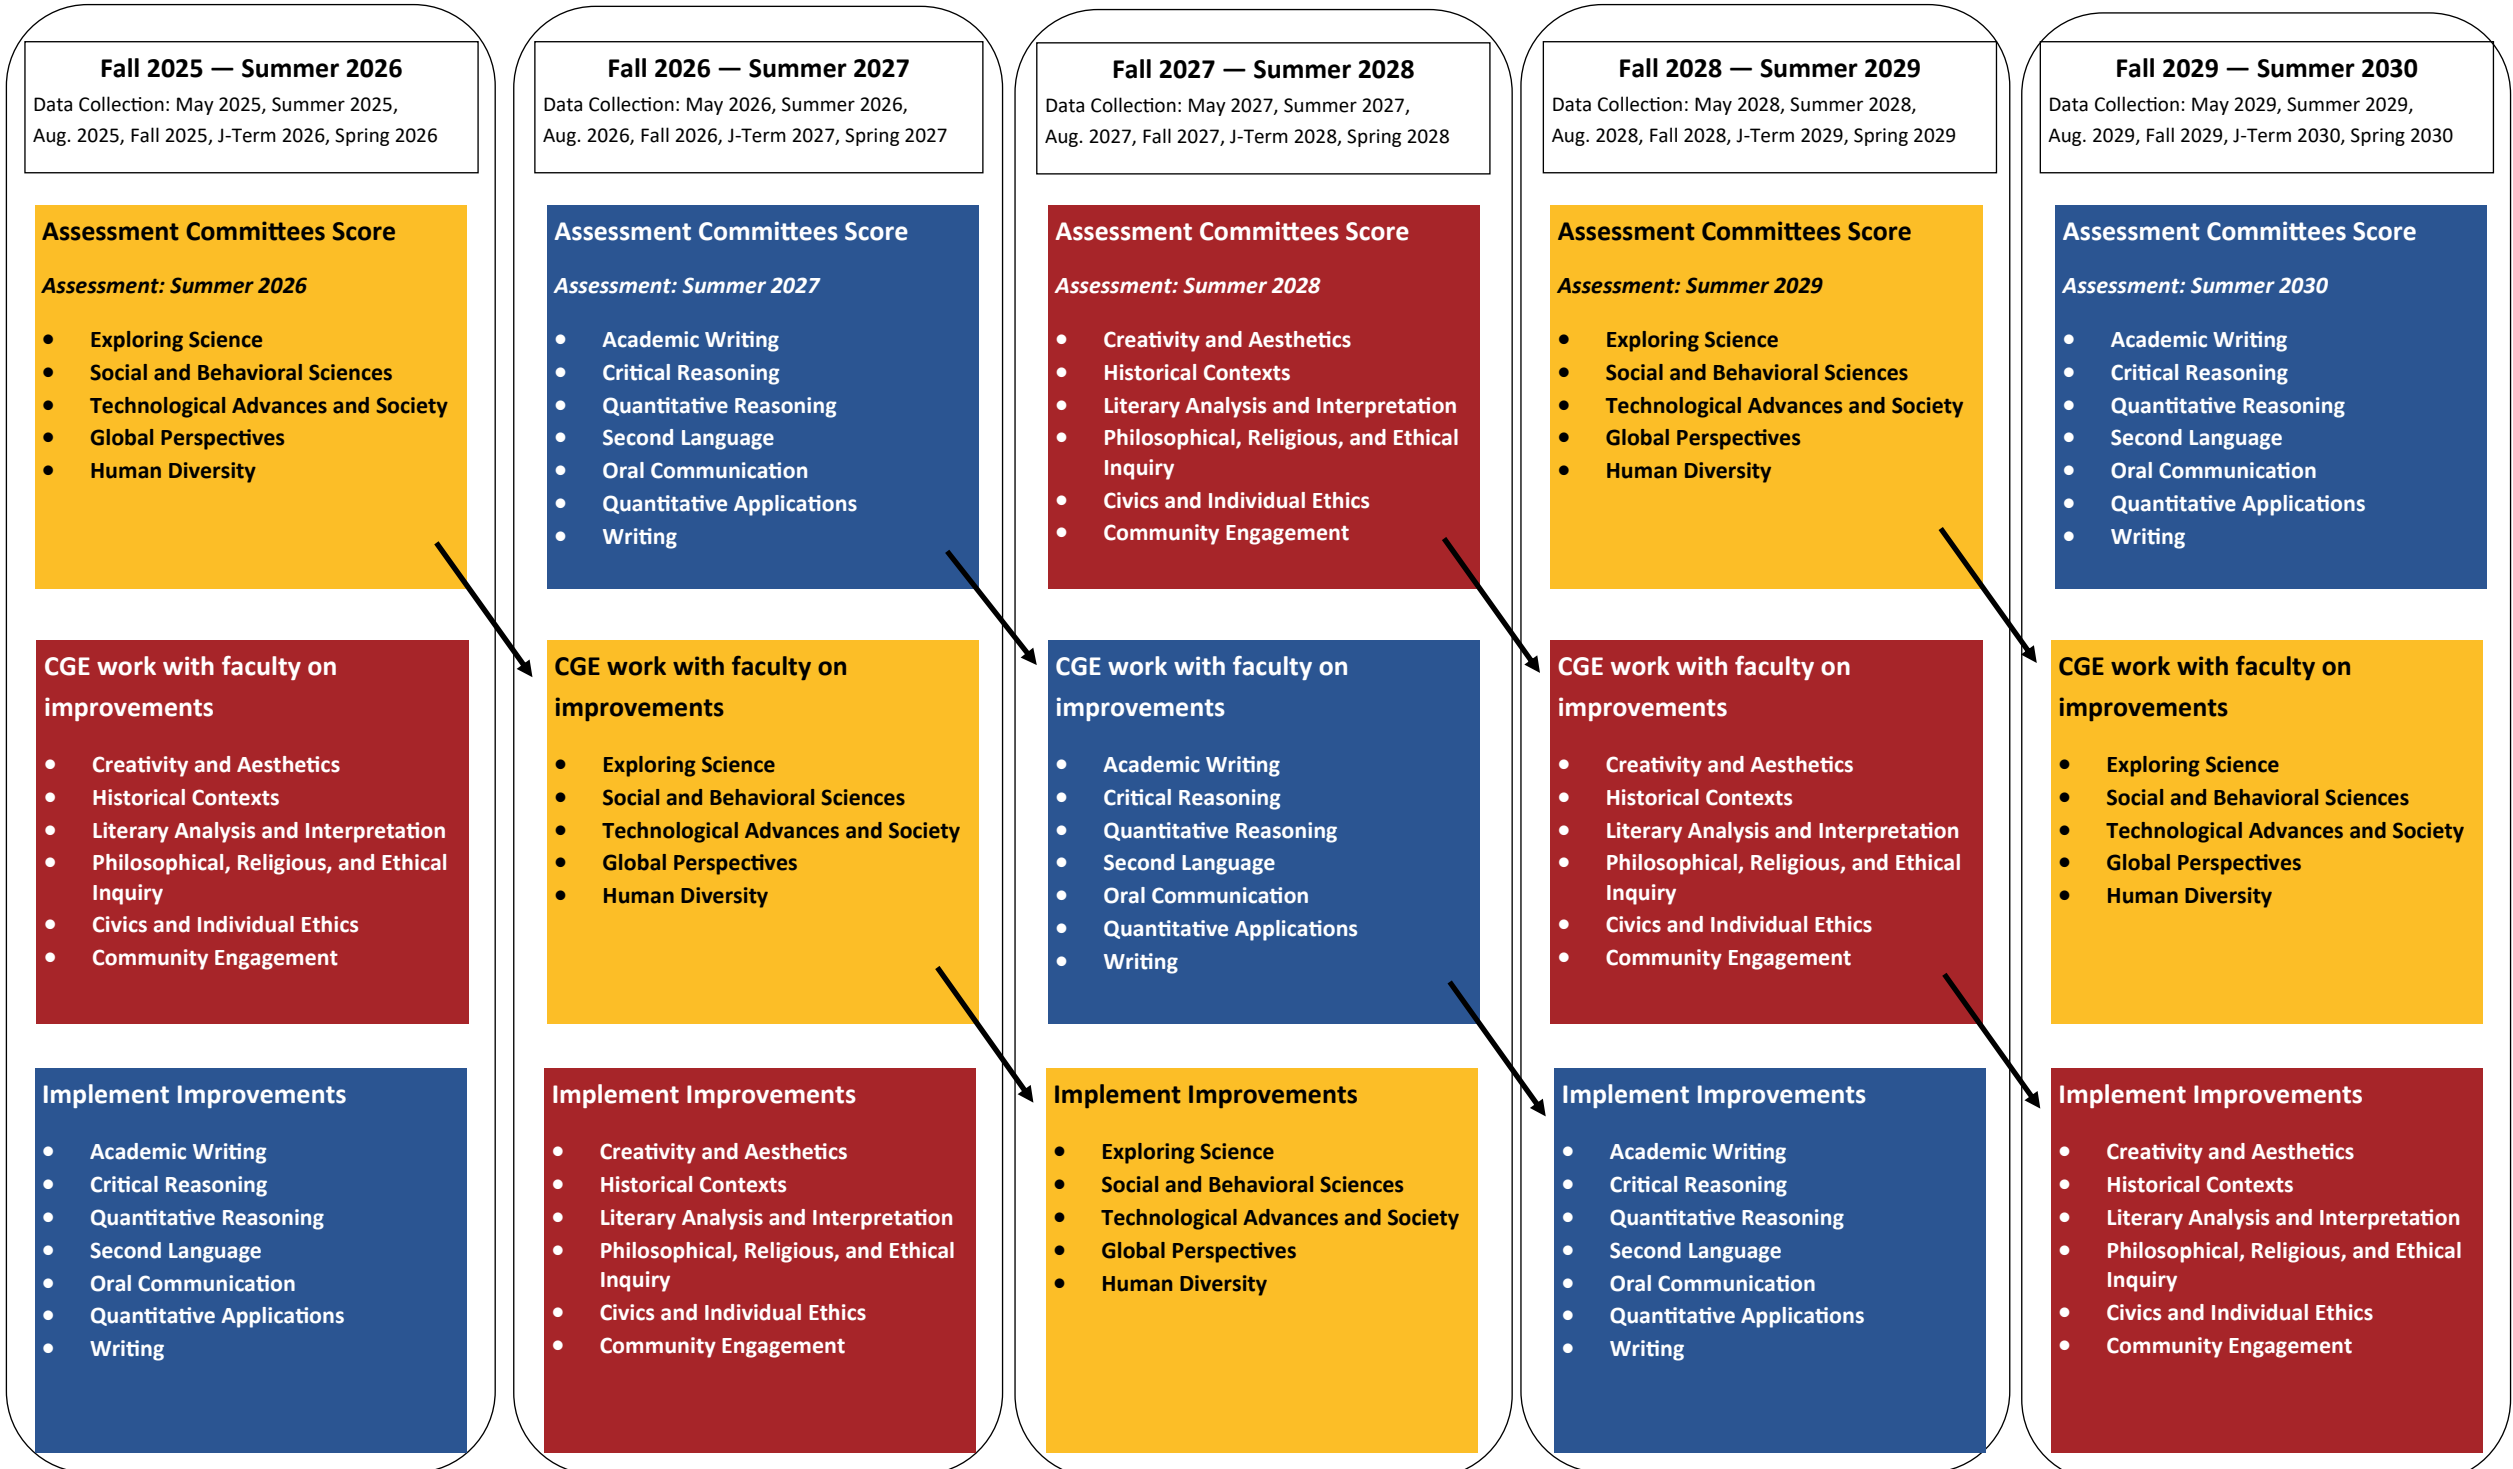 Fall 2025 — Summer 2026
Data Collection: May 2025, Summer 2025,
Aug. 2025, Fall 2025, J-Term 2026, Spring 2026
Assessment Committees Score
Assessment: Summer 2026
• Exploring Science
• Social and Behavioral Sciences
• Technological Advances and Society
• Global Perspectives
• Human Diversity
CGE work with faculty on
improvements
• Creativity and Aesthetics
• Historical Contexts
• Literary Analysis and Interpretation
• Philosophical, Religious, and Ethical
Inquiry
• Civics and Individual Ethics
• Community Engagement
Implement Improvements
• Academic Writing
• Critical Reasoning
• Quantitative Reasoning
• Second Language
• Oral Communication
• Quantitative Applications
• Writing
Fall 2026 — Summer 2027
Data Collection: May 2026, Summer 2026,
Aug. 2026, Fall 2026, J-Term 2027, Spring 2027
Assessment Committees Score
Assessment: Summer 2027
• Academic Writing
• Critical Reasoning
• Quantitative Reasoning
• Second Language
• Oral Communication
• Quantitative Applications
• Writing
CGE work with faculty on
improvements
• Exploring Science
• Social and Behavioral Sciences
• Technological Advances and Society
• Global Perspectives
• Human Diversity
Implement Improvements
• Creativity and Aesthetics
• Historical Contexts
• Literary Analysis and Interpretation
• Philosophical, Religious, and Ethical
Inquiry
• Civics and Individual Ethics
• Community Engagement
Fall 2027 — Summer 2028
Data Collection: May 2027, Summer 2027,
Aug. 2027, Fall 2027, J-Term 2028, Spring 2028
Assessment Committees Score
Assessment: Summer 2028
• Creativity and Aesthetics
• Historical Contexts
• Literary Analysis and Interpretation
• Philosophical, Religious, and Ethical
Inquiry
• Civics and Individual Ethics
• Community Engagement
CGE work with faculty on
improvements
• Academic Writing
• Critical Reasoning
• Quantitative Reasoning
• Second Language
• Oral Communication
• Quantitative Applications
• Writing
Implement Improvements
• Exploring Science
• Social and Behavioral Sciences
• Technological Advances and Society
• Global Perspectives
• Human Diversity
Fall 2028 — Summer 2029
Data Collection: May 2028, Summer 2028,
Aug. 2028, Fall 2028, J-Term 2029, Spring 2029
Assessment Committees Score
Assessment: Summer 2029
• Exploring Science
• Social and Behavioral Sciences
• Technological Advances and Society
• Global Perspectives
• Human Diversity
CGE work with faculty on
improvements
• Creativity and Aesthetics
• Historical Contexts
• Literary Analysis and Interpretation
• Philosophical, Religious, and Ethical
Inquiry
• Civics and Individual Ethics
• Community Engagement
Implement Improvements
• Academic Writing
• Critical Reasoning
• Quantitative Reasoning
• Second Language
• Oral Communication
• Quantitative Applications
• Writing
Fall 2029 — Summer 2030
Data Collection: May 2029, Summer 2029,
Aug. 2029, Fall 2029, J-Term 2030, Spring 2030
Assessment Committees Score
Assessment: Summer 2030
• Academic Writing
• Critical Reasoning
• Quantitative Reasoning
• Second Language
• Oral Communication
• Quantitative Applications
• Writing
CGE work with faculty on
improvements
• Exploring Science
• Social and Behavioral Sciences
• Technological Advances and Society
• Global Perspectives
• Human Diversity
Implement Improvements
• Creativity and Aesthetics
• Historical Contexts
• Literary Analysis and Interpretation
• Philosophical, Religious, and Ethical
Inquiry
• Civics and Individual Ethics
• Community Engagement